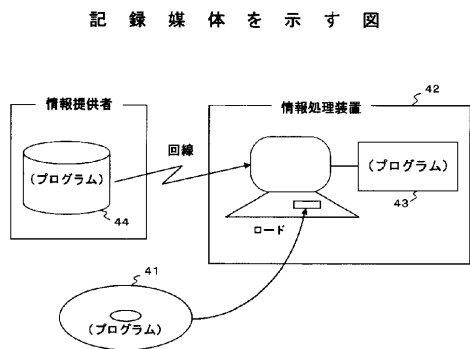 記 録 媒 体 を 示 す 図
情報提供者
(プログラム)
44
回線
42
情報処理装置
(プログラム)
43
ロード
41
(プログラム)